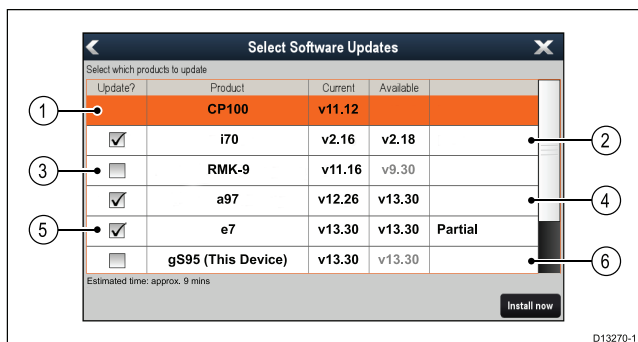 Select Software Updates
Select which products to update
Update? Product Current Available
1 CP100 v11.12
i70 v2.16 v2.18 2
3 RMK-9 v11.16 v9.30
a97 v12.26 v13.30 4
5 e7 v13.30 v13.30 Partial
gS95 (This Device) v13.30 v13.30 6
Estimated time: approx. 9 mins
Install now
D13270-1